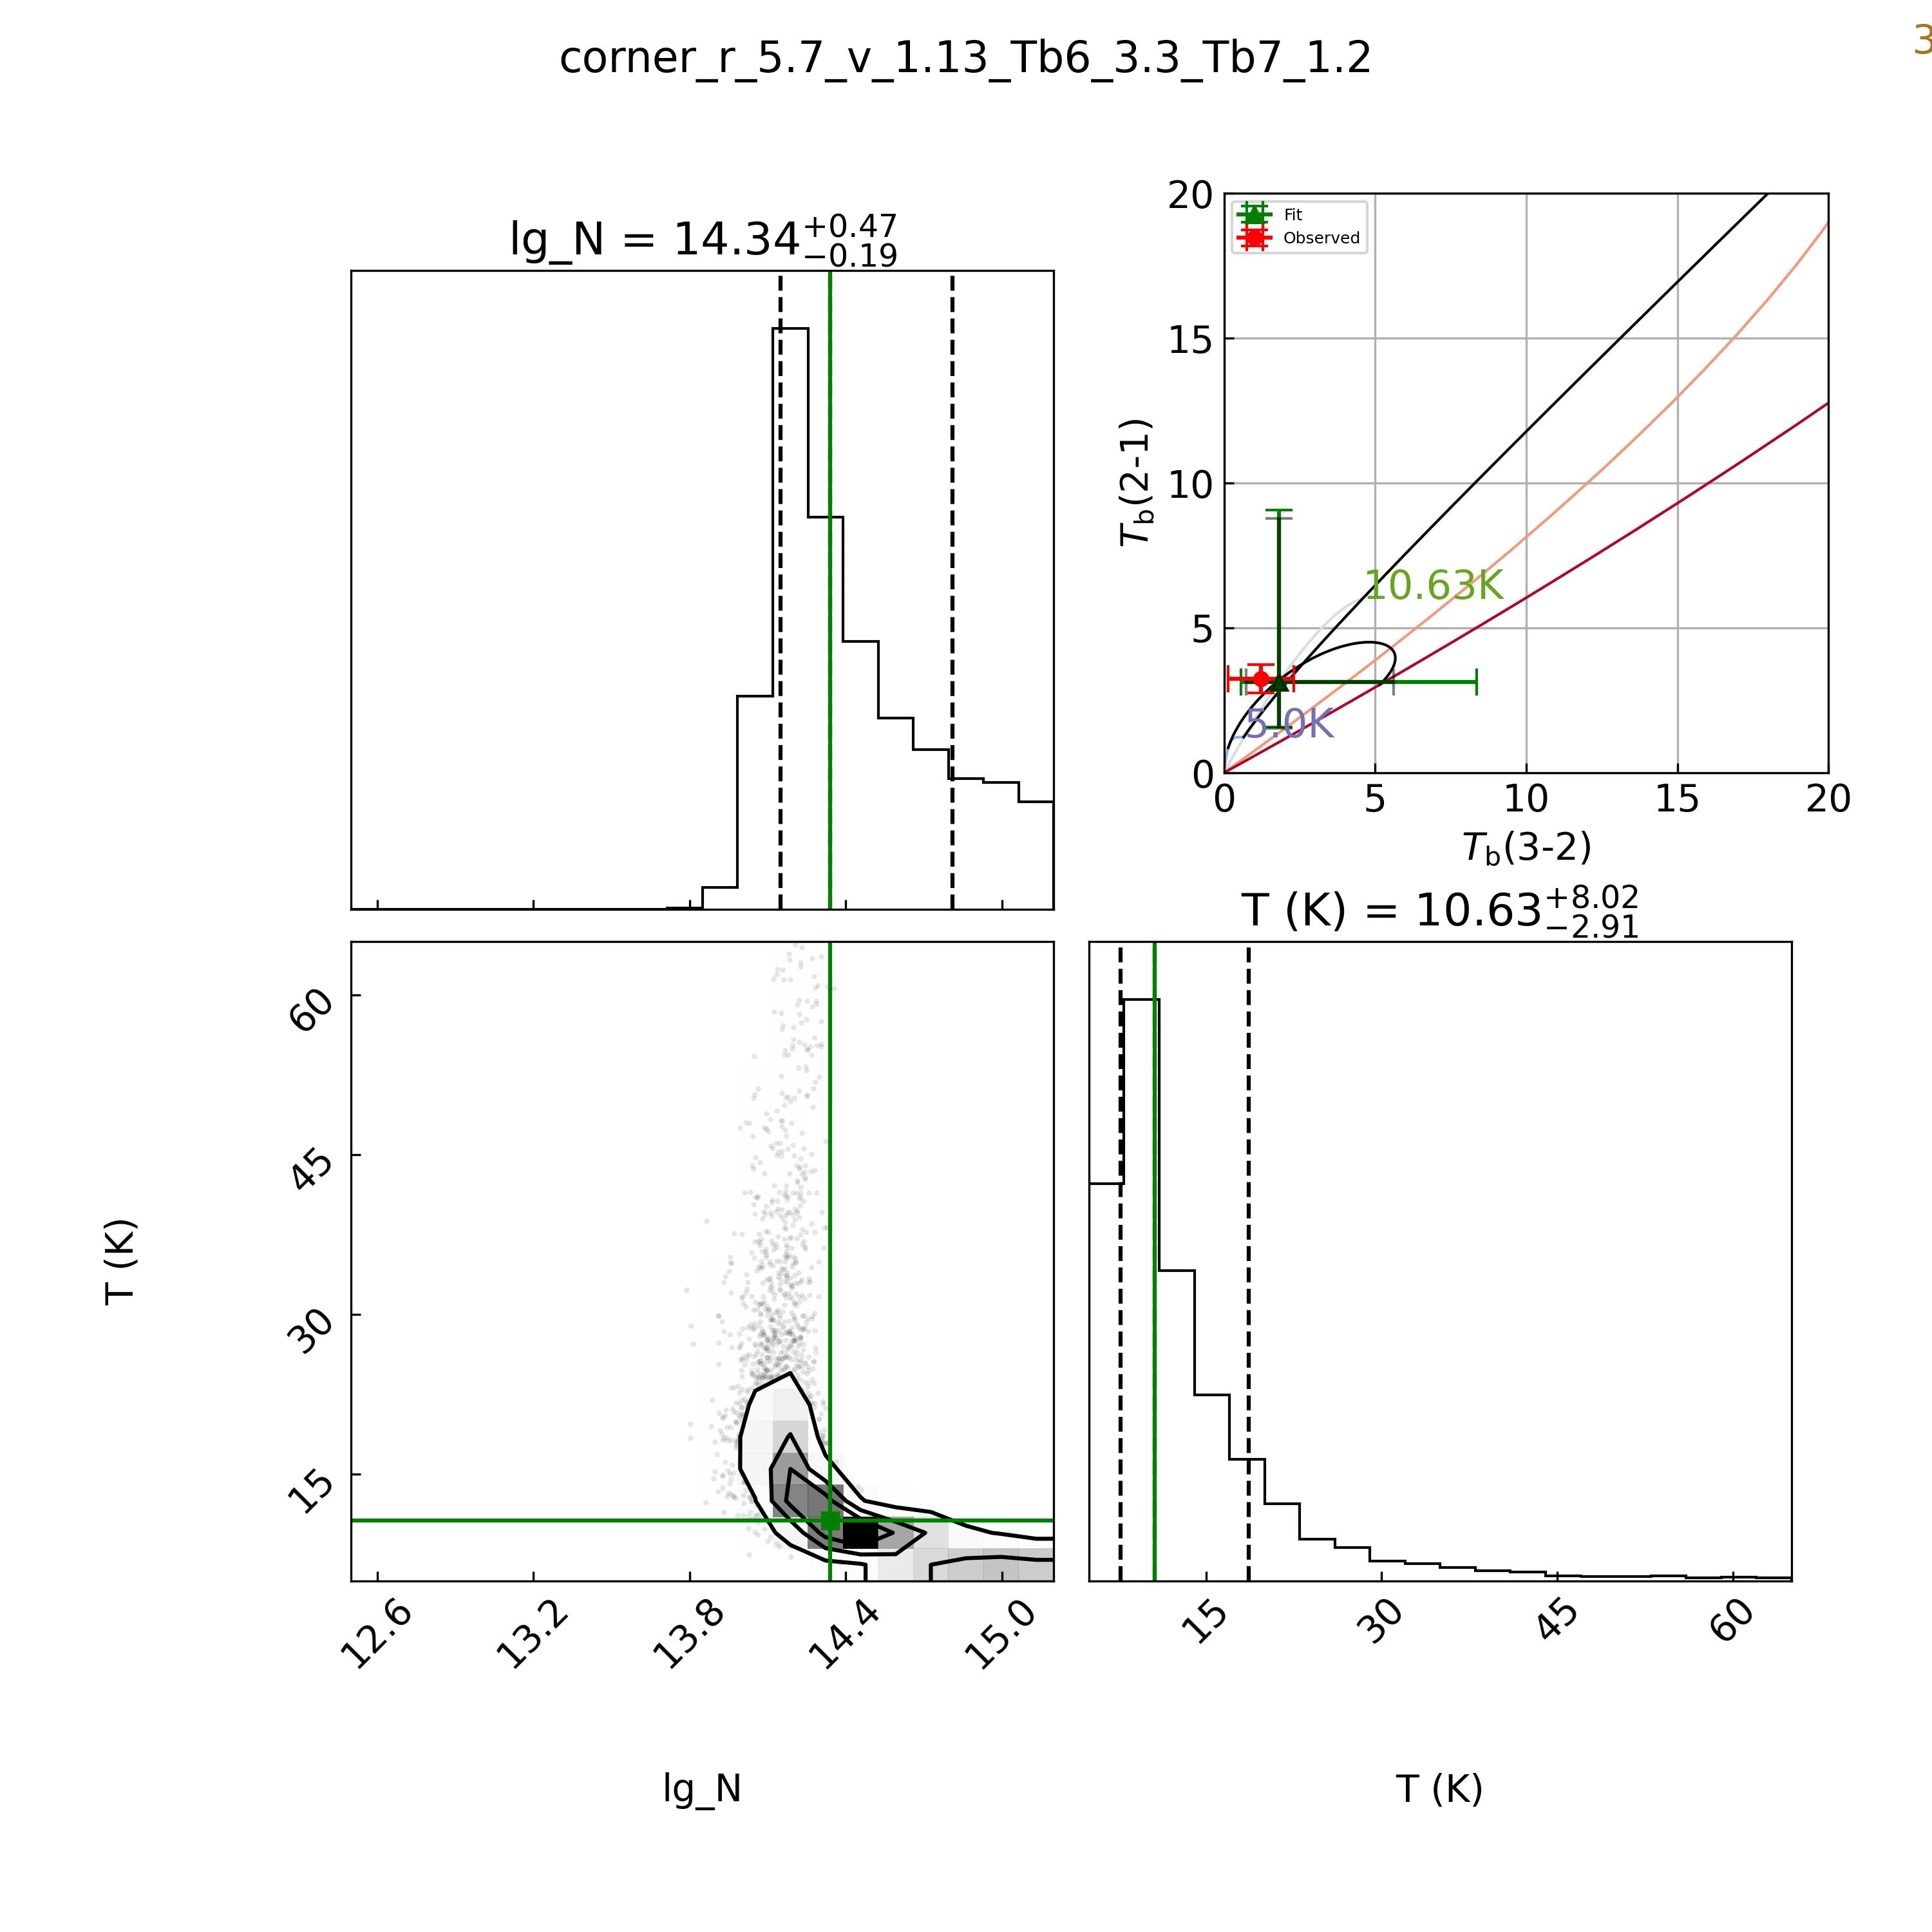 3
corner_r_5.7_v_1.13_Tb6_3.3_Tb7_1.2
lg_N = 14.34 +0.47 −0.19
20
15
10
5
0
T_b(2-1)
Fit
Observed
10.63K
5.0K
0 5 10 15 20
T_b(3-2)
T (K) = 10.63 +8.02 −2.91
60
45
30
15
T (K)
12.6 13.2 13.8 14.4 15.0
lg_N
15 30 45 60
T (K)